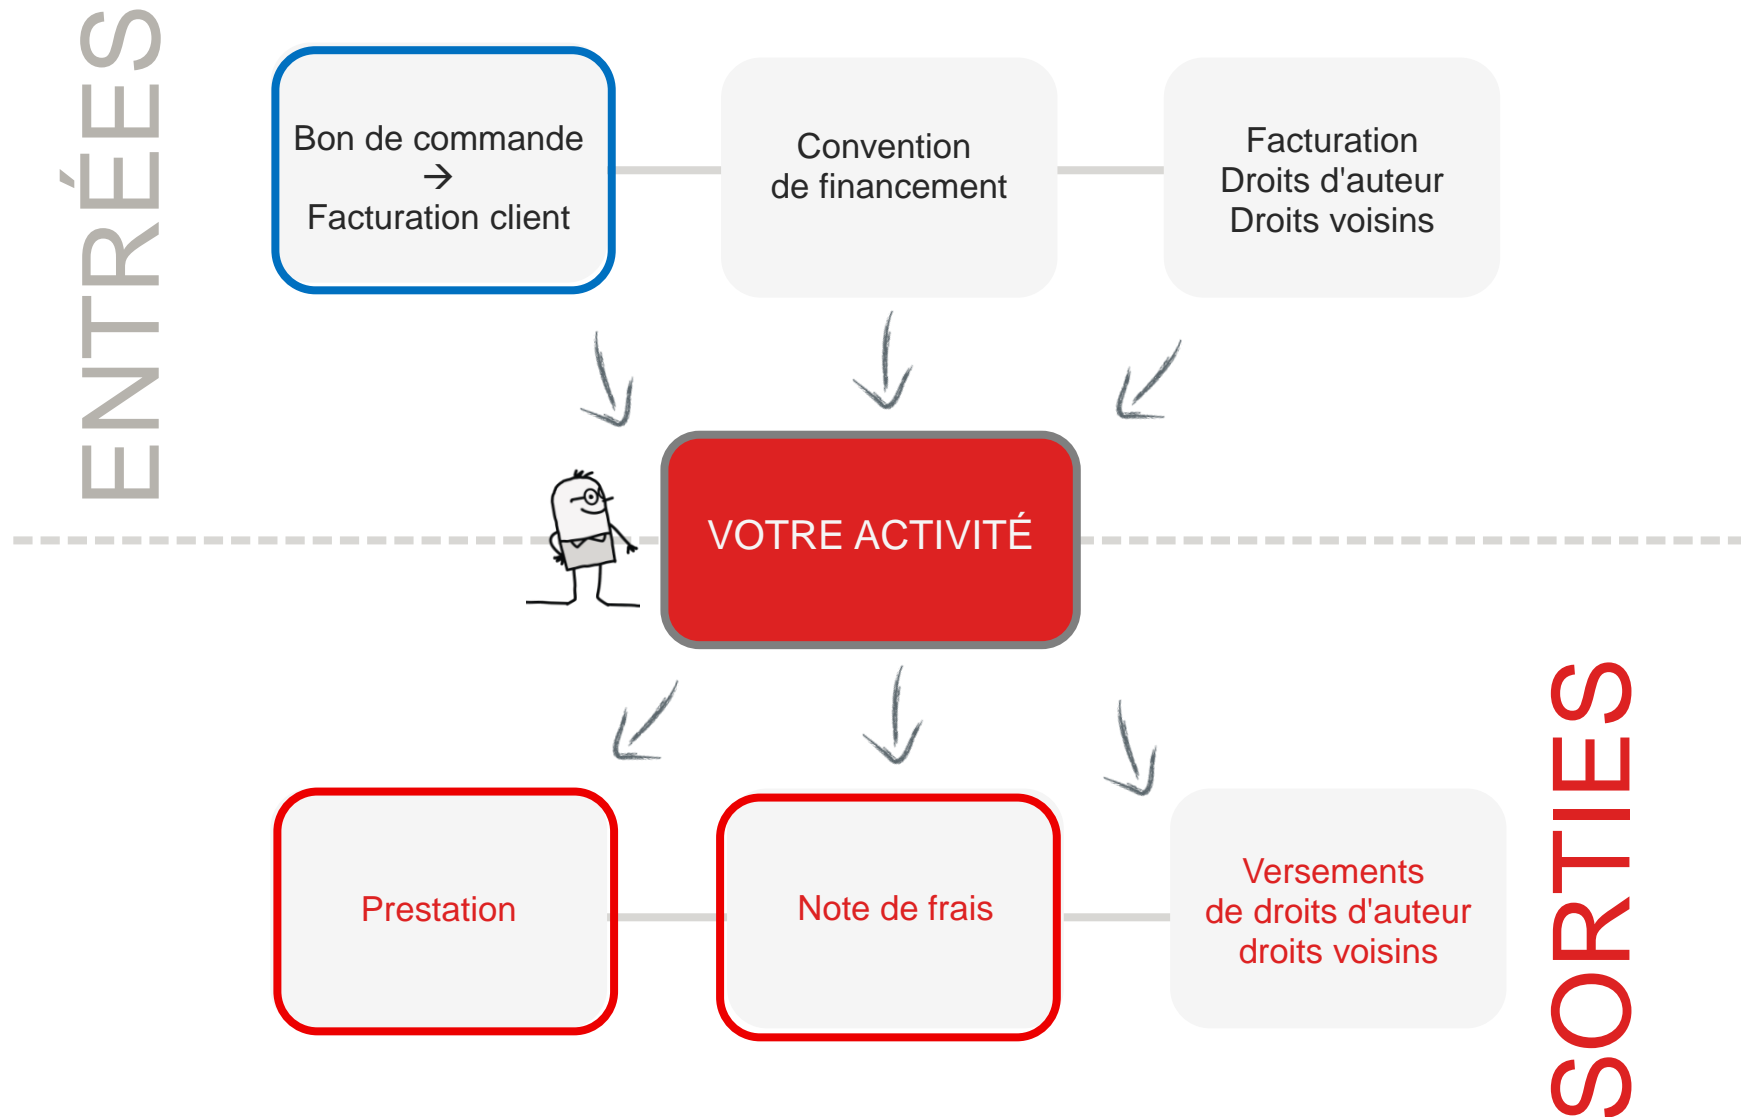 ENTRÉES
Bon de commande
→
Facturation client
Convention
de financement
Facturation
Droits d'auteur
Droits voisins
VOTRE ACTIVITÉ
SORTIES
Prestation
Note de frais
Versements
de droits d'auteur
droits voisins